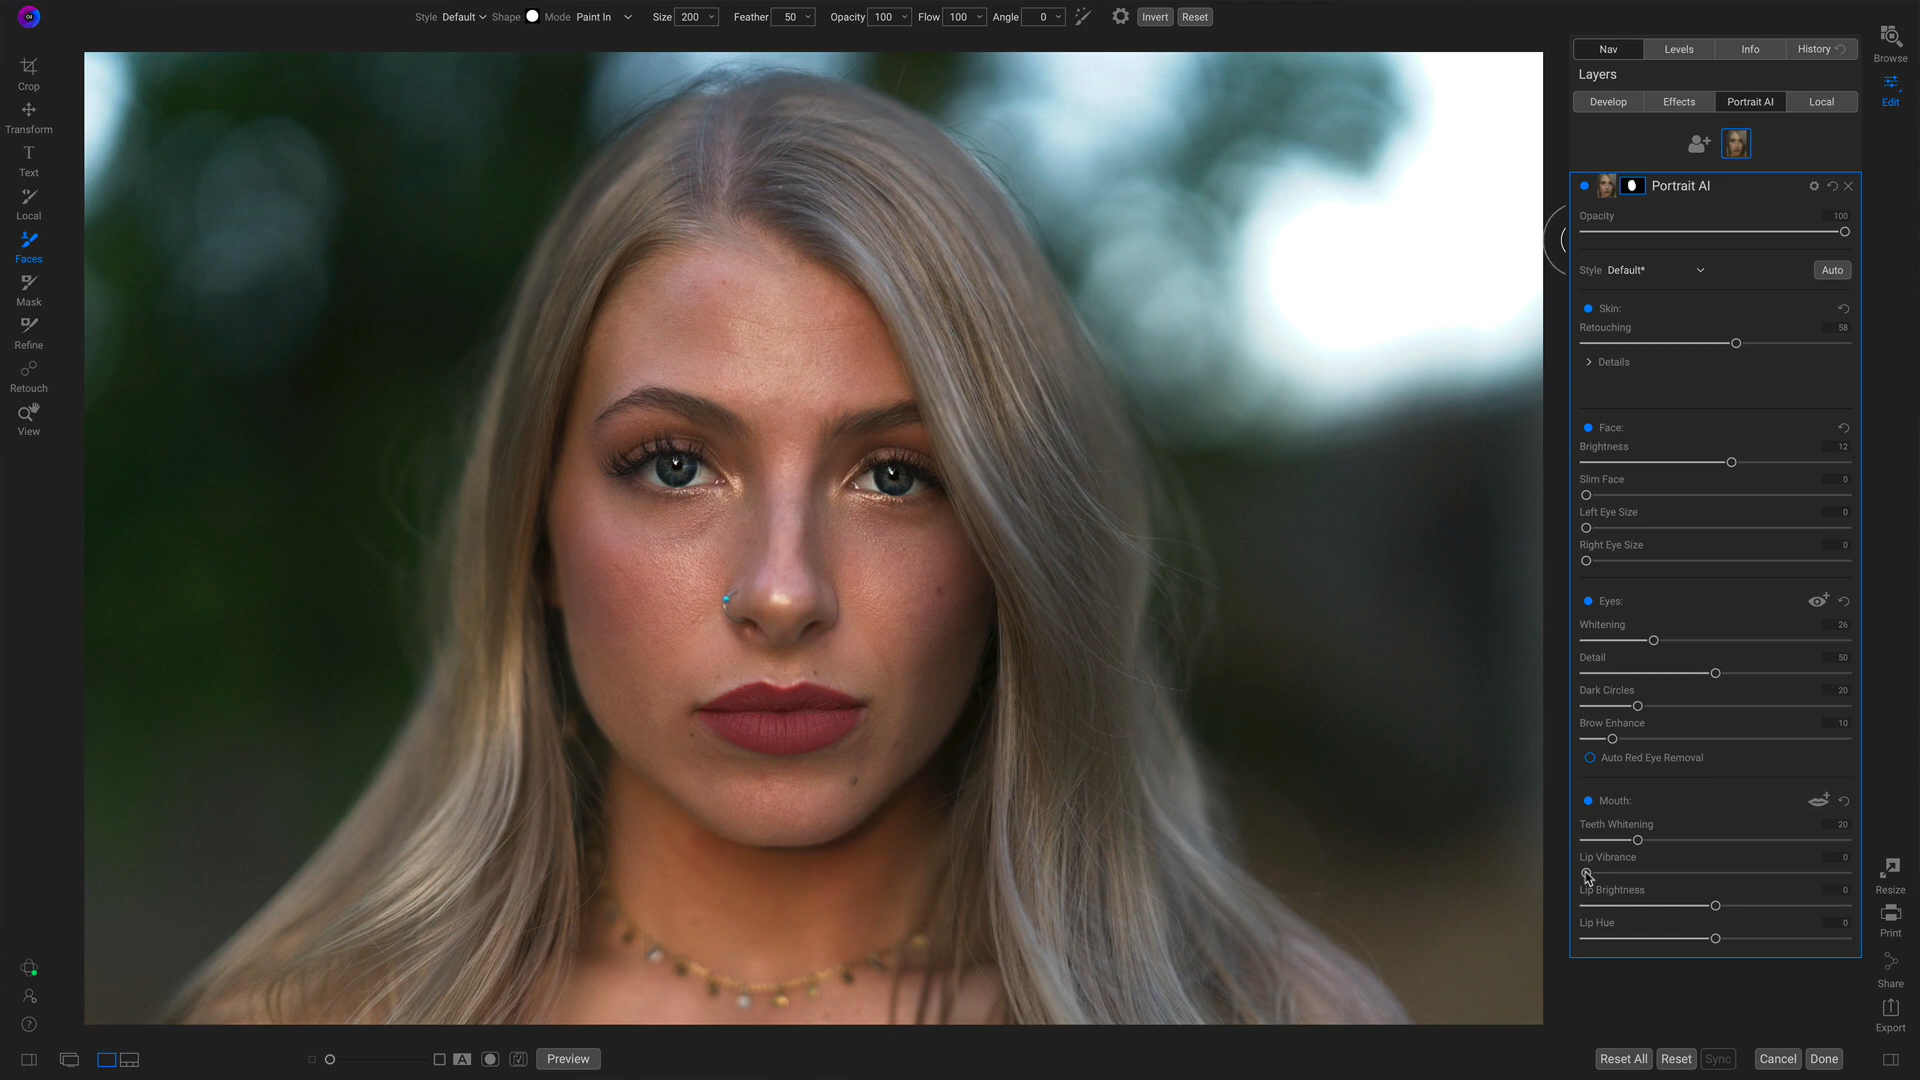 Style Default Shape Mode Paint In Size 200 Feather 50 Opacity 100 Flow 100 Angle 0 Invert Reset
Crop
Transform
Text
Local
Faces
Mask
Refine
Retouch
View
Nav Levels Info History
Layers
Develop Effects Portrait AI Local
Portrait AI
Opacity 100
Style Default* Auto
Skin:
Retouching 58
Details
Face:
Brightness 12
Slim Face 0
Left Eye Size 0
Right Eye Size 0
Eyes:
Whitening 26
Detail 50
Dark Circles 20
Brow Enhance 10
Auto Red Eye Removal
Mouth:
Teeth Whitening 20
Lip Vibrance 0
Lip Brightness 0
Lip Hue 0
Browse
Edit
Resize
Print
Share
Export
A Preview
Reset All Reset Sync Cancel Done